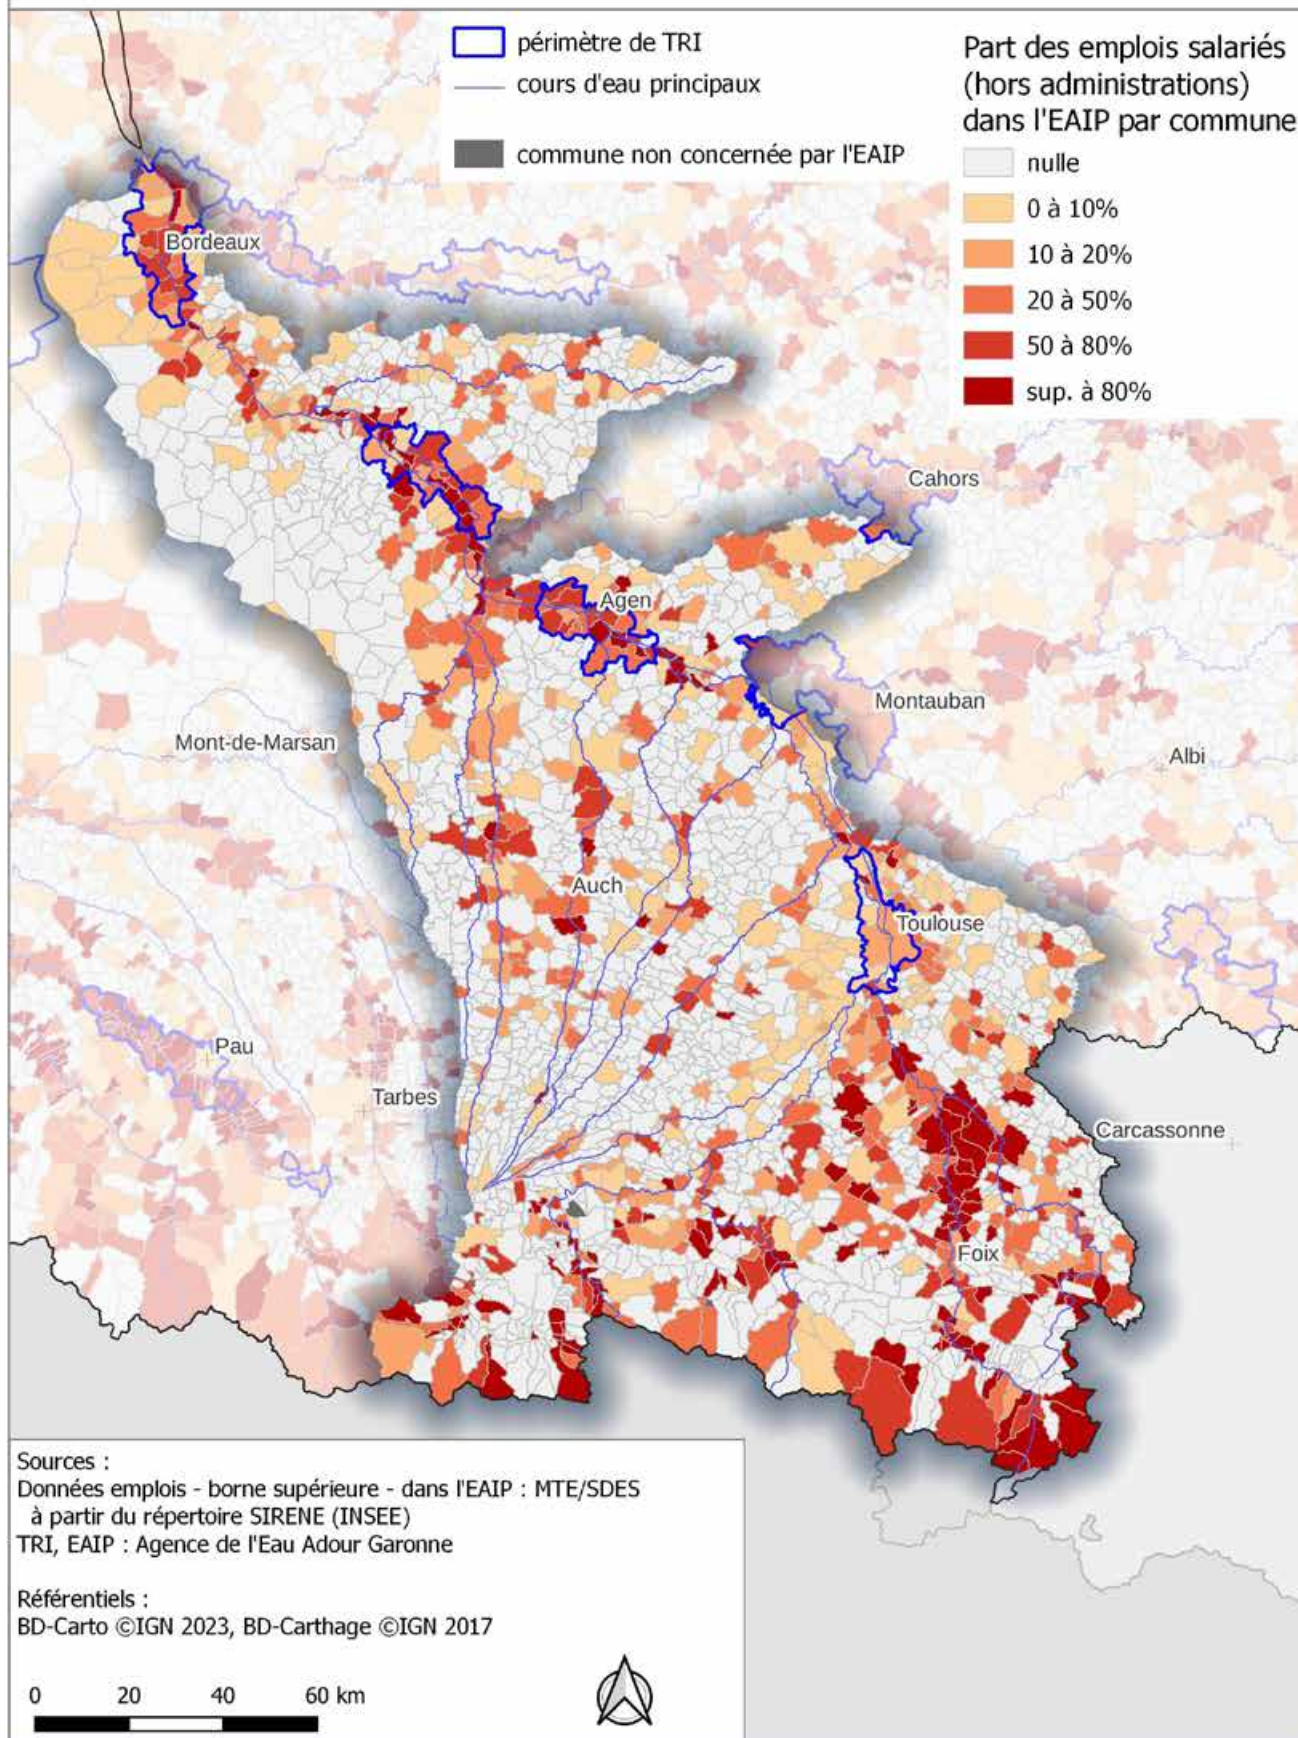 périmètre de TRI
cours d'eau principaux
commune non concernée par l'EAIP
Part des emplois salariés
(hors administrations)
dans l'EAIP par commune
nulle
0 à 10%
10 à 20%
20 à 50%
50 à 80%
sup. à 80%
Bordeaux
Cahors
Agen
Montauban
Mont-de-Marsan
Albi
Auch
Toulouse
Pau
Tarbes
Carcassonne
Foix
Sources :
Données emplois - borne supérieure - dans l'EAIP : MTE/SDES
à partir du répertoire SIRENE (INSEE)
TRI, EAIP : Agence de l'Eau Adour Garonne
Référentiels :
BD-Carto ©IGN 2023, BD-Carthage ©IGN 2017
0 20 40 60 km